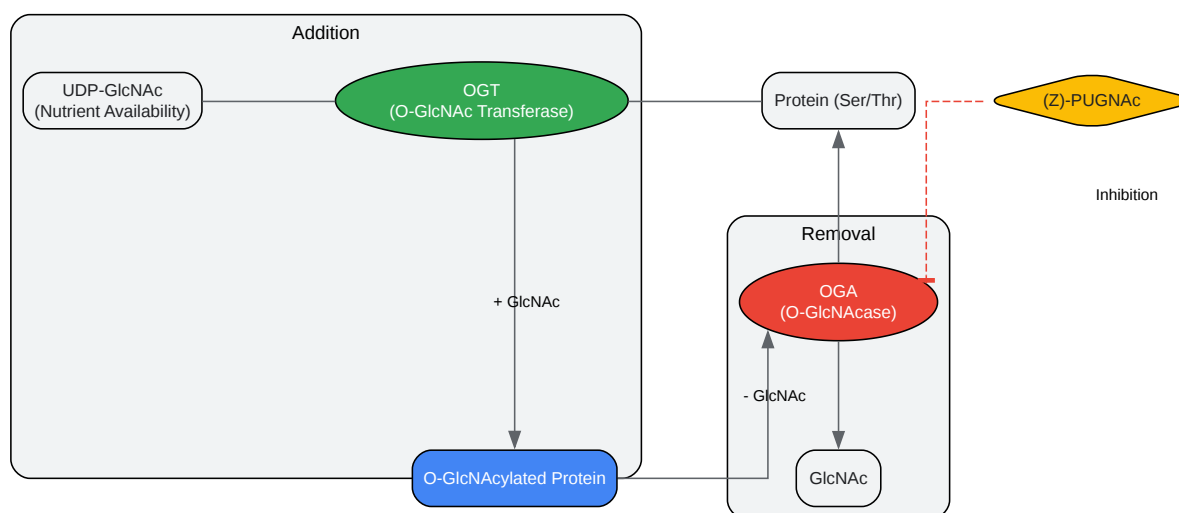 Addition
UDP-GlcNAc
(Nutrient Availability)
OGT
(O-GlcNAc Transferase)
Protein (Ser/Thr)
(Z)-PUGNAc
Inhibition
Removal
OGA
(O-GlcNAcase)
+ GlcNAc
- GlcNAc
O-GlcNAcylated Protein
GlcNAc